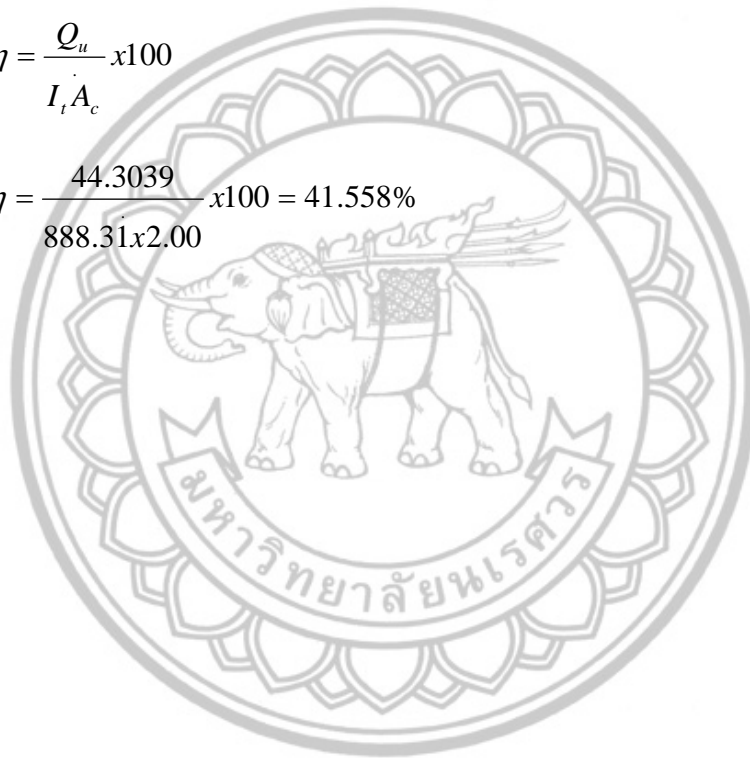 η = Q_u / (I_t A_c) x100
η = 44.3039 / (888.31x2.00) x100 = 41.558%
มหาวิทยาลัยนเรศวร